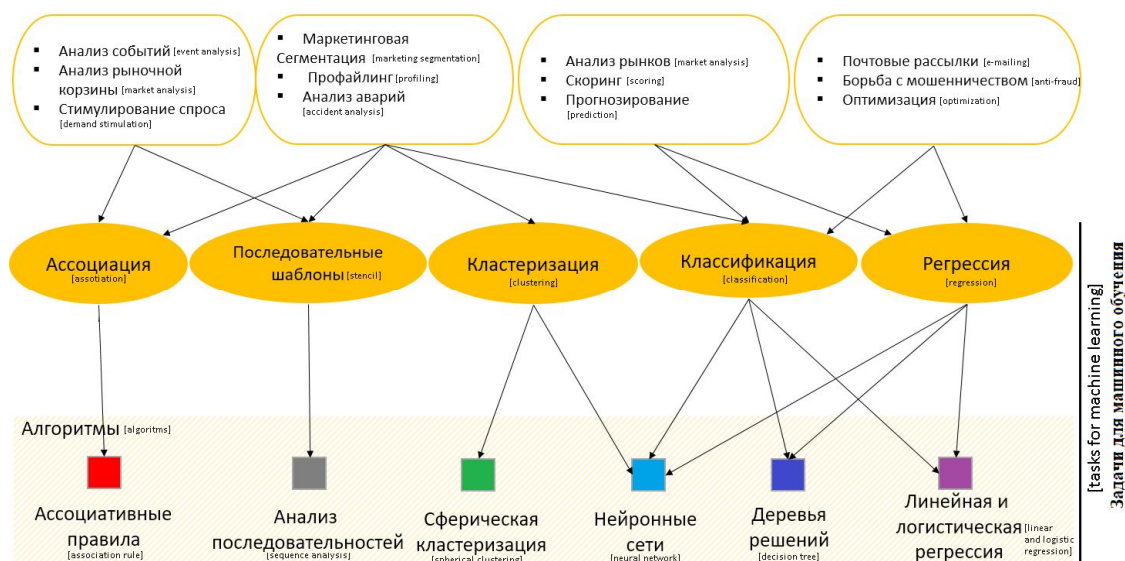 Анализ событий [event analysis]
Анализ рыночной
корзины [market analysis]
Стимулирование спроса
[demand stimulation]
Маркетинговая
Сегментация [marketing segmentation]
Профайлинг [profiling]
Анализ аварий
[accident analysis]
Анализ рынков [market analysis]
Скоринг [scoring]
Прогнозирование
[prediction]
Почтовые рассылки [e-mailing]
Борьба с мошенничеством [anti-fraud]
Оптимизация [optimization]
Ассоциация
[assotiation]
Последовательные
шаблоны [stencil]
Кластеризация
[clustering]
Классификация
[classification]
Регрессия
[regression]
[tasks for machine learning]
Задачи для машинного обучения
Алгоритмы [algoritms]
Ассоциативные
правила
[association rule]
Анализ
последовательностей
[sequence analysis]
Сферическая
кластеризация
[spherical clustering]
Нейронные
сети
[neural network]
Деревья
решений
[decision tree]
Линейная и
логистическая
регрессия
[linear
and logistic
regression]